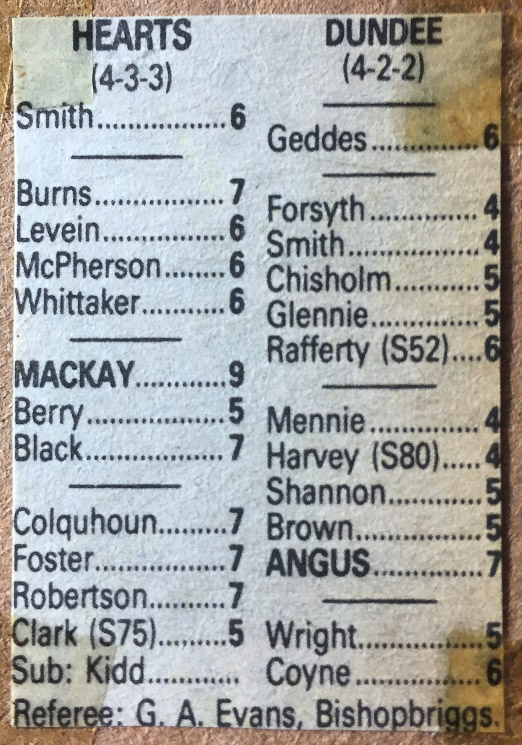 HEARTS
(4-3-3)
Smith..................6
Burns..................7
Levein.................6
McPherson........6
Whittaker...........6
MACKAY............9
Berry..................5
Black..................7
Colquhoun.........7
Foster.................7
Robertson..........7
Clark (S75).........5
Sub: Kidd............
DUNDEE
(4-2-2)
Geddes..............6
Forsyth..............4
Smith.................4
Chisholm...........5
Glennie..............5
Rafferty (S52)....6
Mennie..............4
Harvey (S80).....4
Shannon............5
Brown................5
ANGUS..............7
Wright................5
Coyne................6
Referee: G. A. Evans, Bishopbriggs.